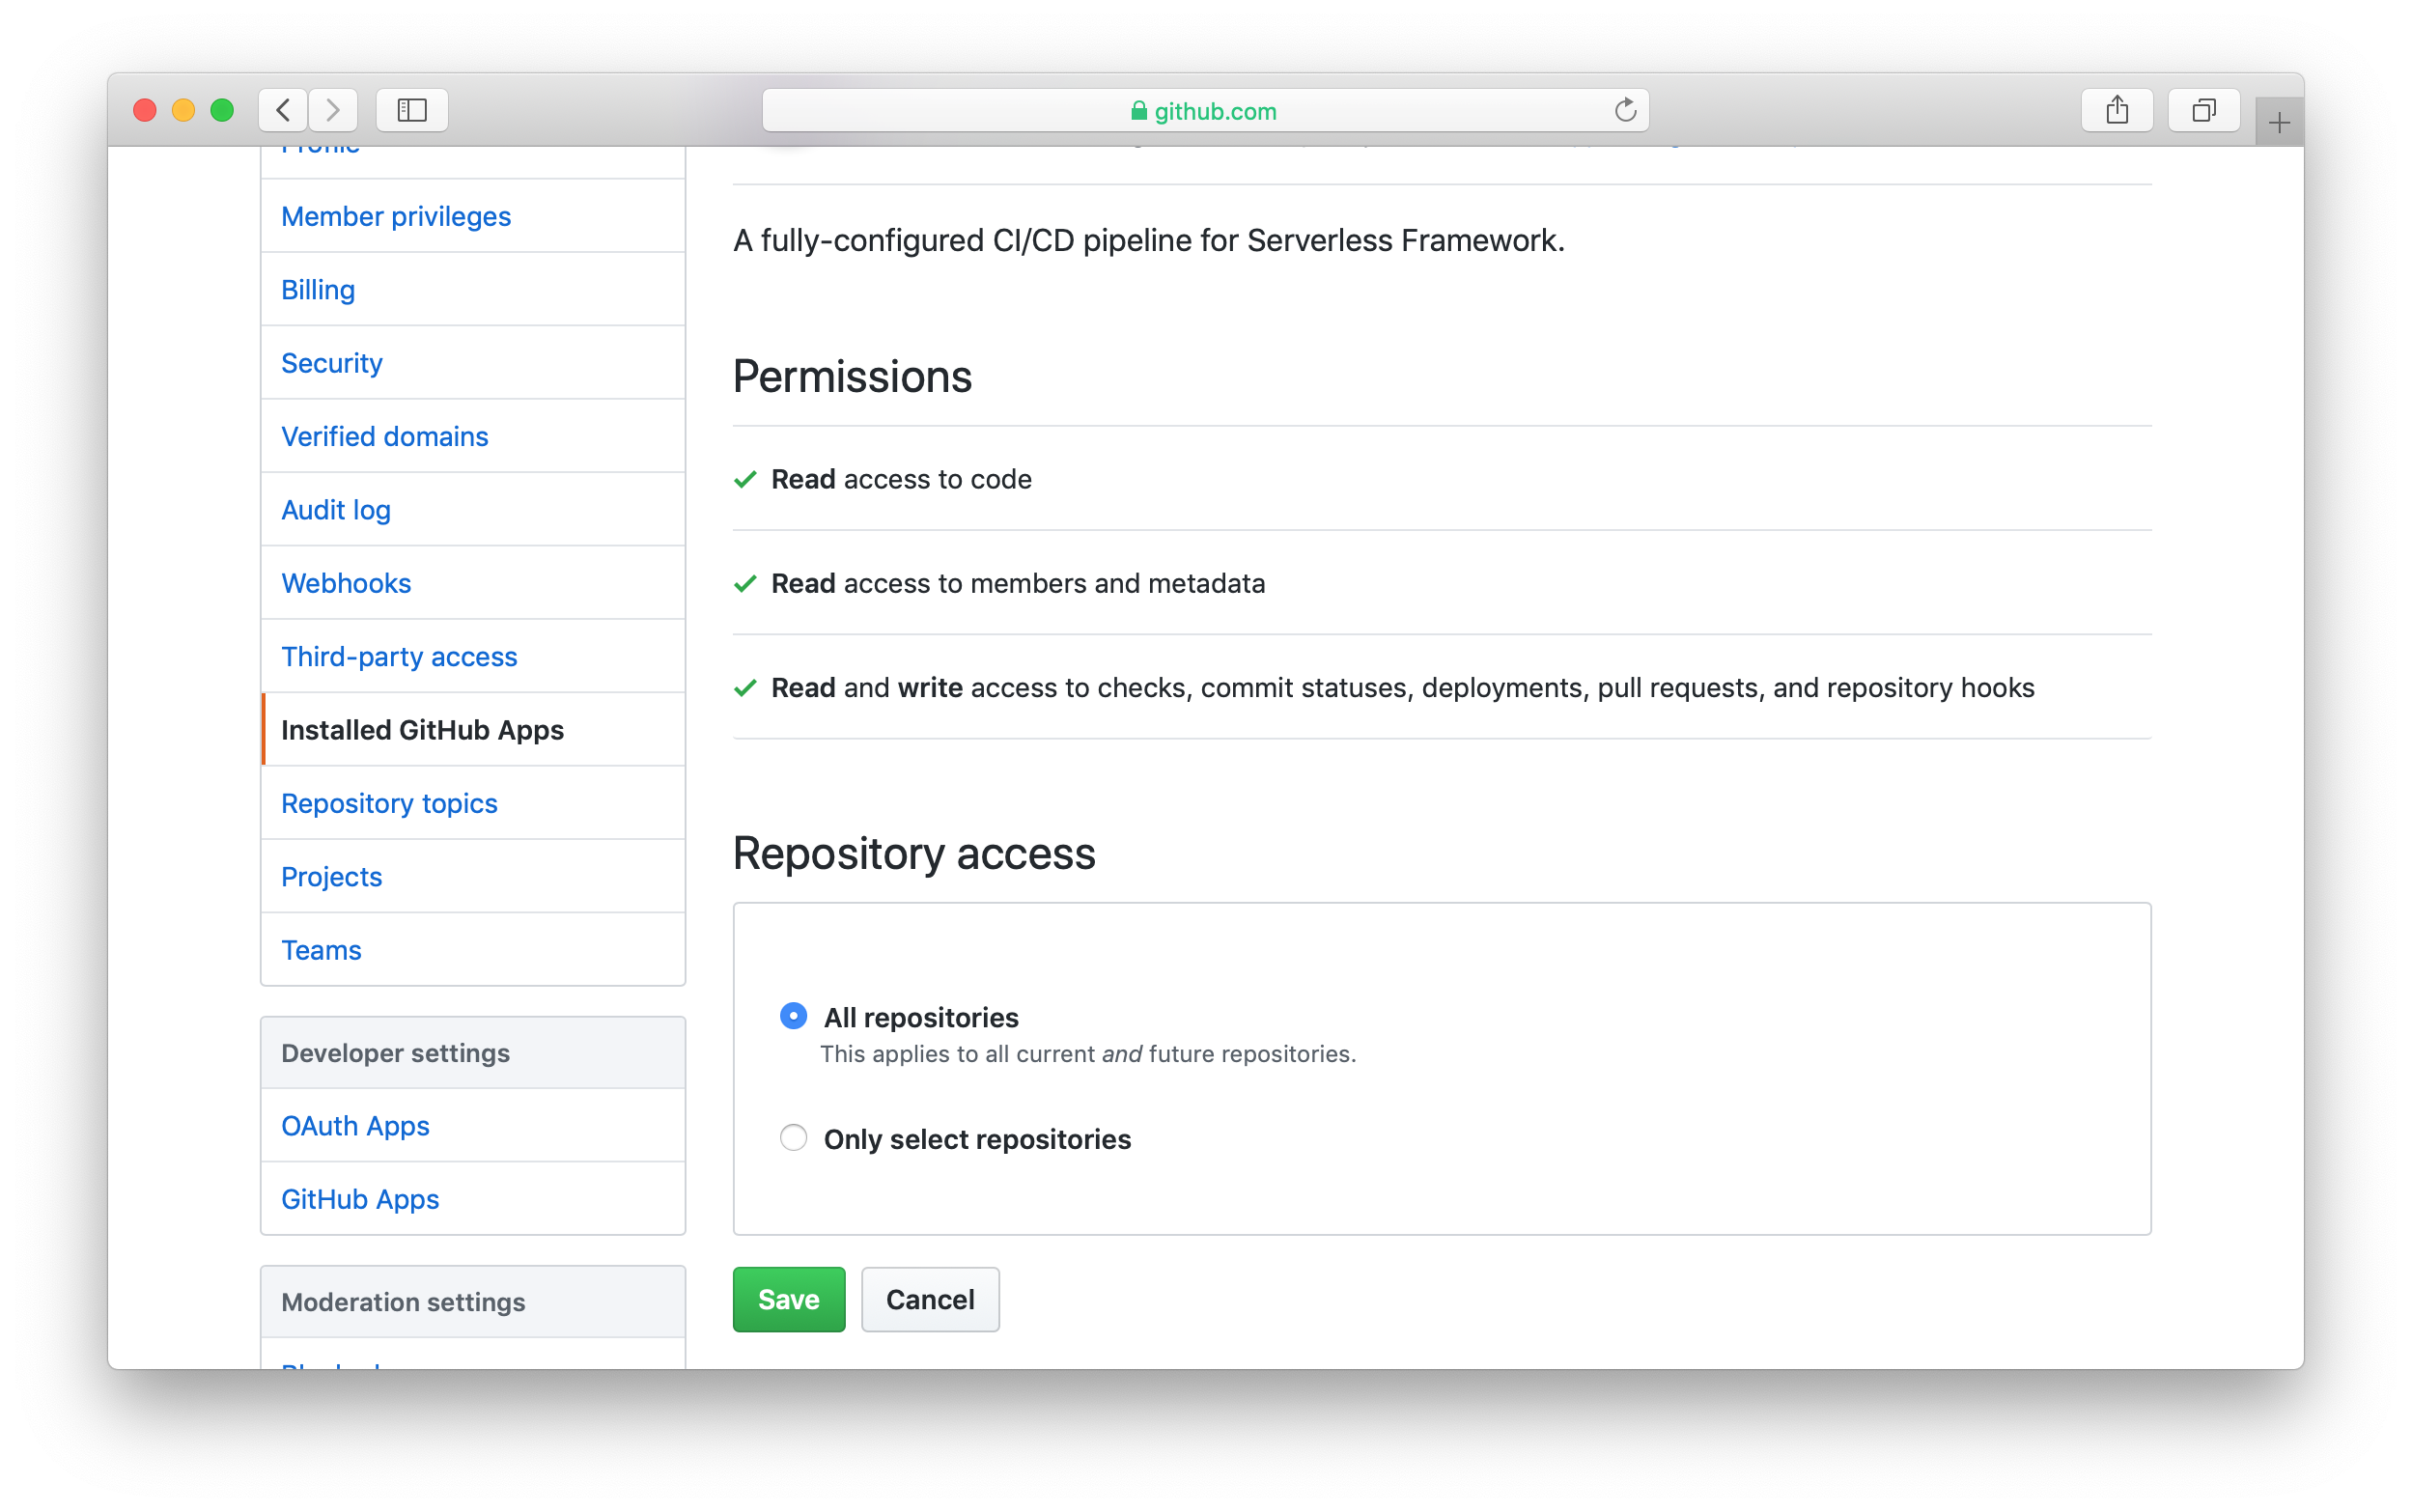 github.com
Profile
Member privileges
Billing
Security
Verified domains
Audit log
Webhooks
Third-party access
Installed GitHub Apps
Repository topics
Projects
Teams
Developer settings
OAuth Apps
GitHub Apps
Moderation settings
A fully-configured CI/CD pipeline for Serverless Framework.
Permissions
Read access to code
Read access to members and metadata
Read and write access to checks, commit statuses, deployments, pull requests, and repository hooks
Repository access
All repositories
This applies to all current and future repositories.
Only select repositories
Save
Cancel